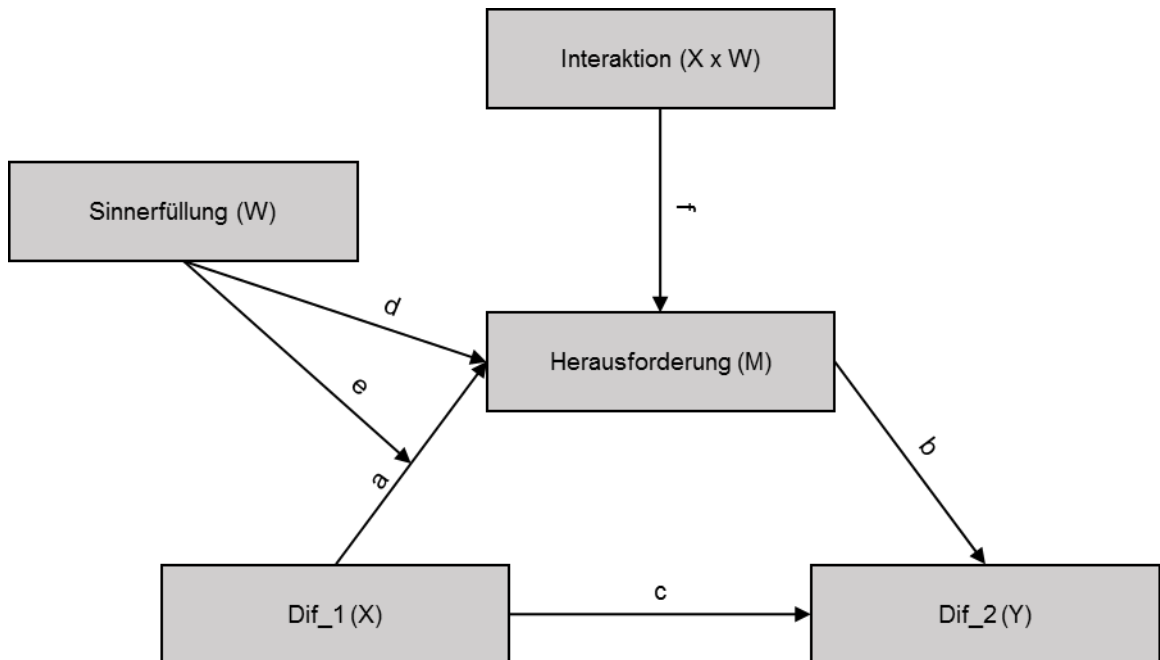 Interaktion (X x W)
Sinnerfüllung (W)
f
d
Herausforderung (M)
e
b
a
c
Dif_1 (X)
Dif_2 (Y)